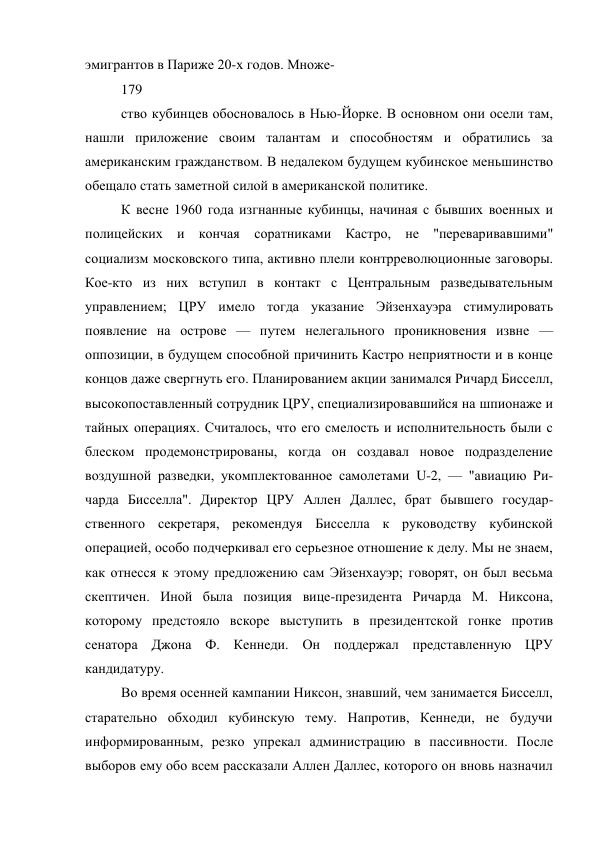 эмигрантов в Париже 20-х годов. Множе-
179
ство кубинцев обосновалось в Нью-Йорке. В основном они осели там,
нашли приложение своим талантам и способностям и обратились за
американским гражданством. В недалеком будущем кубинское меньшинство
обещало стать заметной силой в американской политике.
К весне 1960 года изгнанные кубинцы, начиная с бывших военных и
полицейских и кончая соратниками Кастро, не "переваривавшими"
социализм московского типа, активно плели контрреволюционные заговоры.
Кое-кто из них вступил в контакт с Центральным разведывательным
управлением; ЦРУ имело тогда указание Эйзенхауэра стимулировать
появление на острове — путем нелегального проникновения извне —
оппозиции, в будущем способной причинить Кастро неприятности и в конце
концов даже свергнуть его. Планированием акции занимался Ричард Бисселл,
высокопоставленный сотрудник ЦРУ, специализировавшийся на шпионаже и
тайных операциях. Считалось, что его смелость и исполнительность были с
блеском продемонстрированы, когда он создавал новое подразделение
воздушной разведки, укомплектованное самолетами U-2, — "авиацию Ри-
чарда Бисселла". Директор ЦРУ Аллен Даллес, брат бывшего государ-
ственного секретаря, рекомендуя Бисселла к руководству кубинской
операцией, особо подчеркивал его серьезное отношение к делу. Мы не знаем,
как отнесся к этому предложению сам Эйзенхауэр; говорят, он был весьма
скептичен. Иной была позиция вице-президента Ричарда М. Никсона,
которому предстояло вскоре выступить в президентской гонке против
сенатора Джона Ф. Кеннеди. Он поддержал представленную ЦРУ
кандидатуру.
Во время осенней кампании Никсон, знавший, чем занимается Бисселл,
старательно обходил кубинскую тему. Напротив, Кеннеди, не будучи
информированным, резко упрекал администрацию в пассивности. После
выборов ему обо всем рассказали Аллен Даллес, которого он вновь назначил